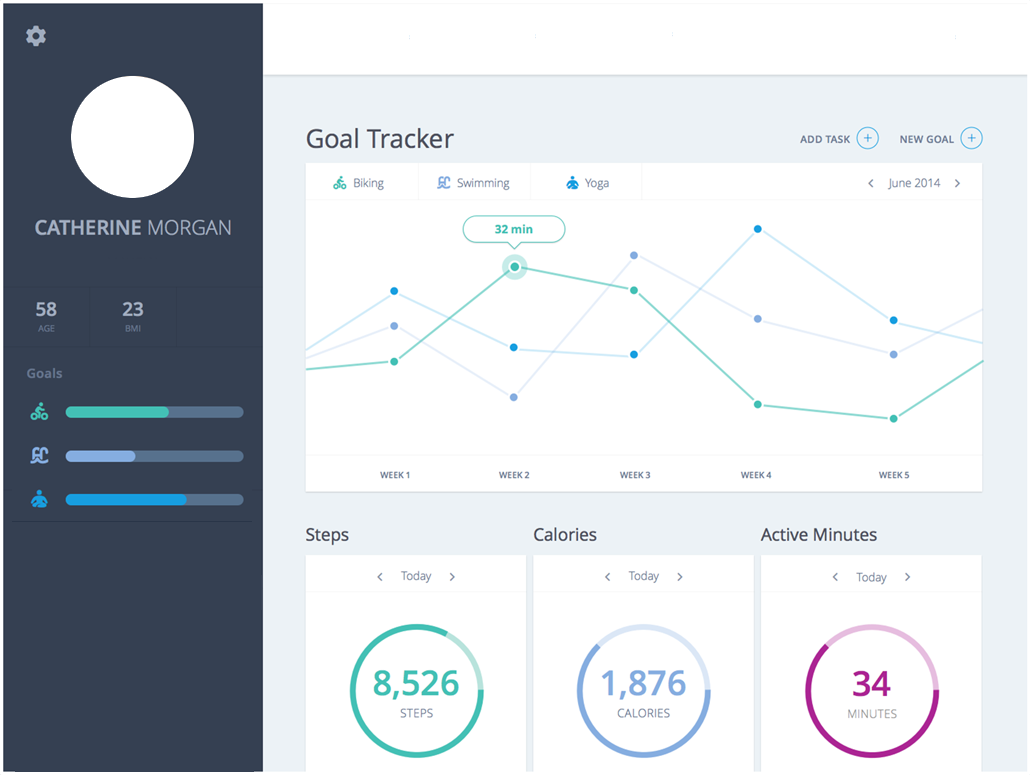 CATHERINE MORGAN
58
AGE
23
BMI
Goals
Goal Tracker
ADD TASK
NEW GOAL
Biking
Swimming
Yoga
June 2014
32 min
WEEK 1
WEEK 2
WEEK 3
WEEK 4
WEEK 5
Steps
Calories
Active Minutes
Today
Today
Today
8,526
STEPS
1,876
CALORIES
34
MINUTES